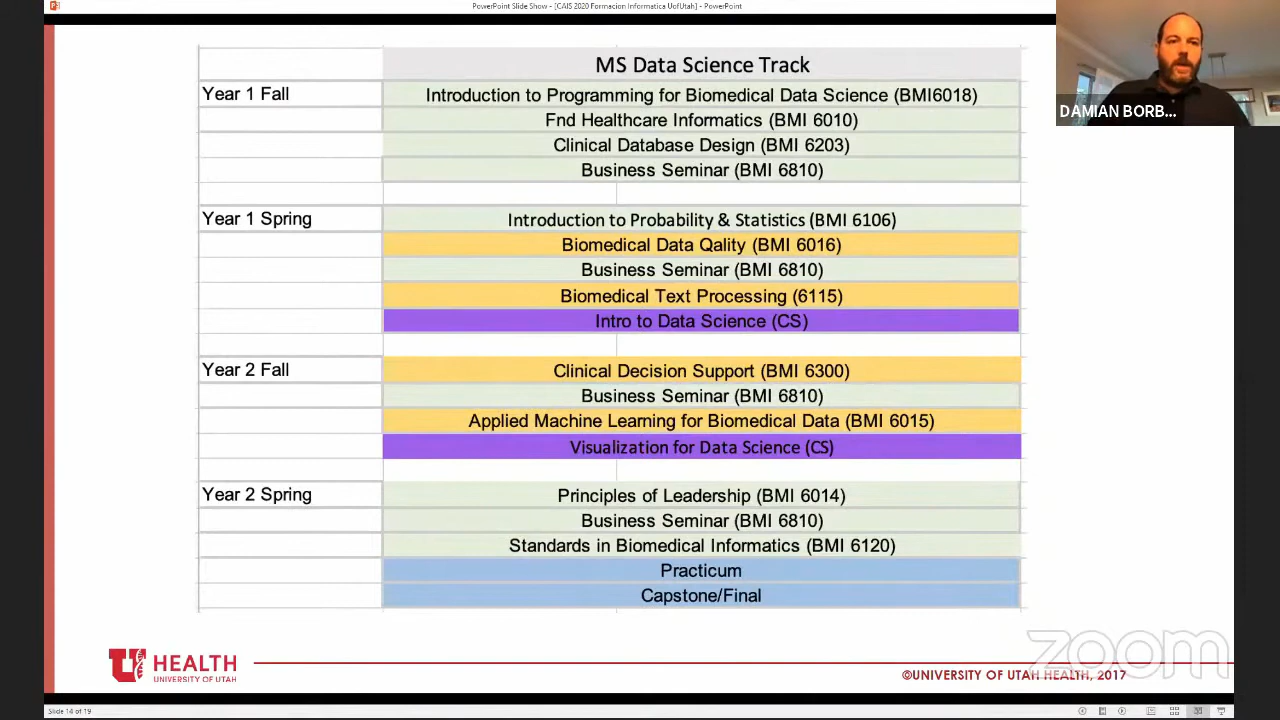 PowerPoint Slide Show - [CAIS 2020 Formacion Informatica UofUtah] - PowerPoint
MS Data Science Track
Year 1 Fall
Introduction to Programming for Biomedical Data Science (BMI6018)
Fnd Healthcare Informatics (BMI 6010)
Clinical Database Design (BMI 6203)
Business Seminar (BMI 6810)
Year 1 Spring
Introduction to Probability & Statistics (BMI 6106)
Biomedical Data Qality (BMI 6016)
Business Seminar (BMI 6810)
Biomedical Text Processing (6115)
Intro to Data Science (CS)
Year 2 Fall
Clinical Decision Support (BMI 6300)
Business Seminar (BMI 6810)
Applied Machine Learning for Biomedical Data (BMI 6015)
Visualization for Data Science (CS)
Year 2 Spring
Principles of Leadership (BMI 6014)
Business Seminar (BMI 6810)
Standards in Biomedical Informatics (BMI 6120)
Practicum
Capstone/Final
DAMIAN BORB...
U HEALTH
UNIVERSITY OF UTAH
©UNIVERSITY OF UTAH HEALTH, 2017
zoom
Slide 14 of 19